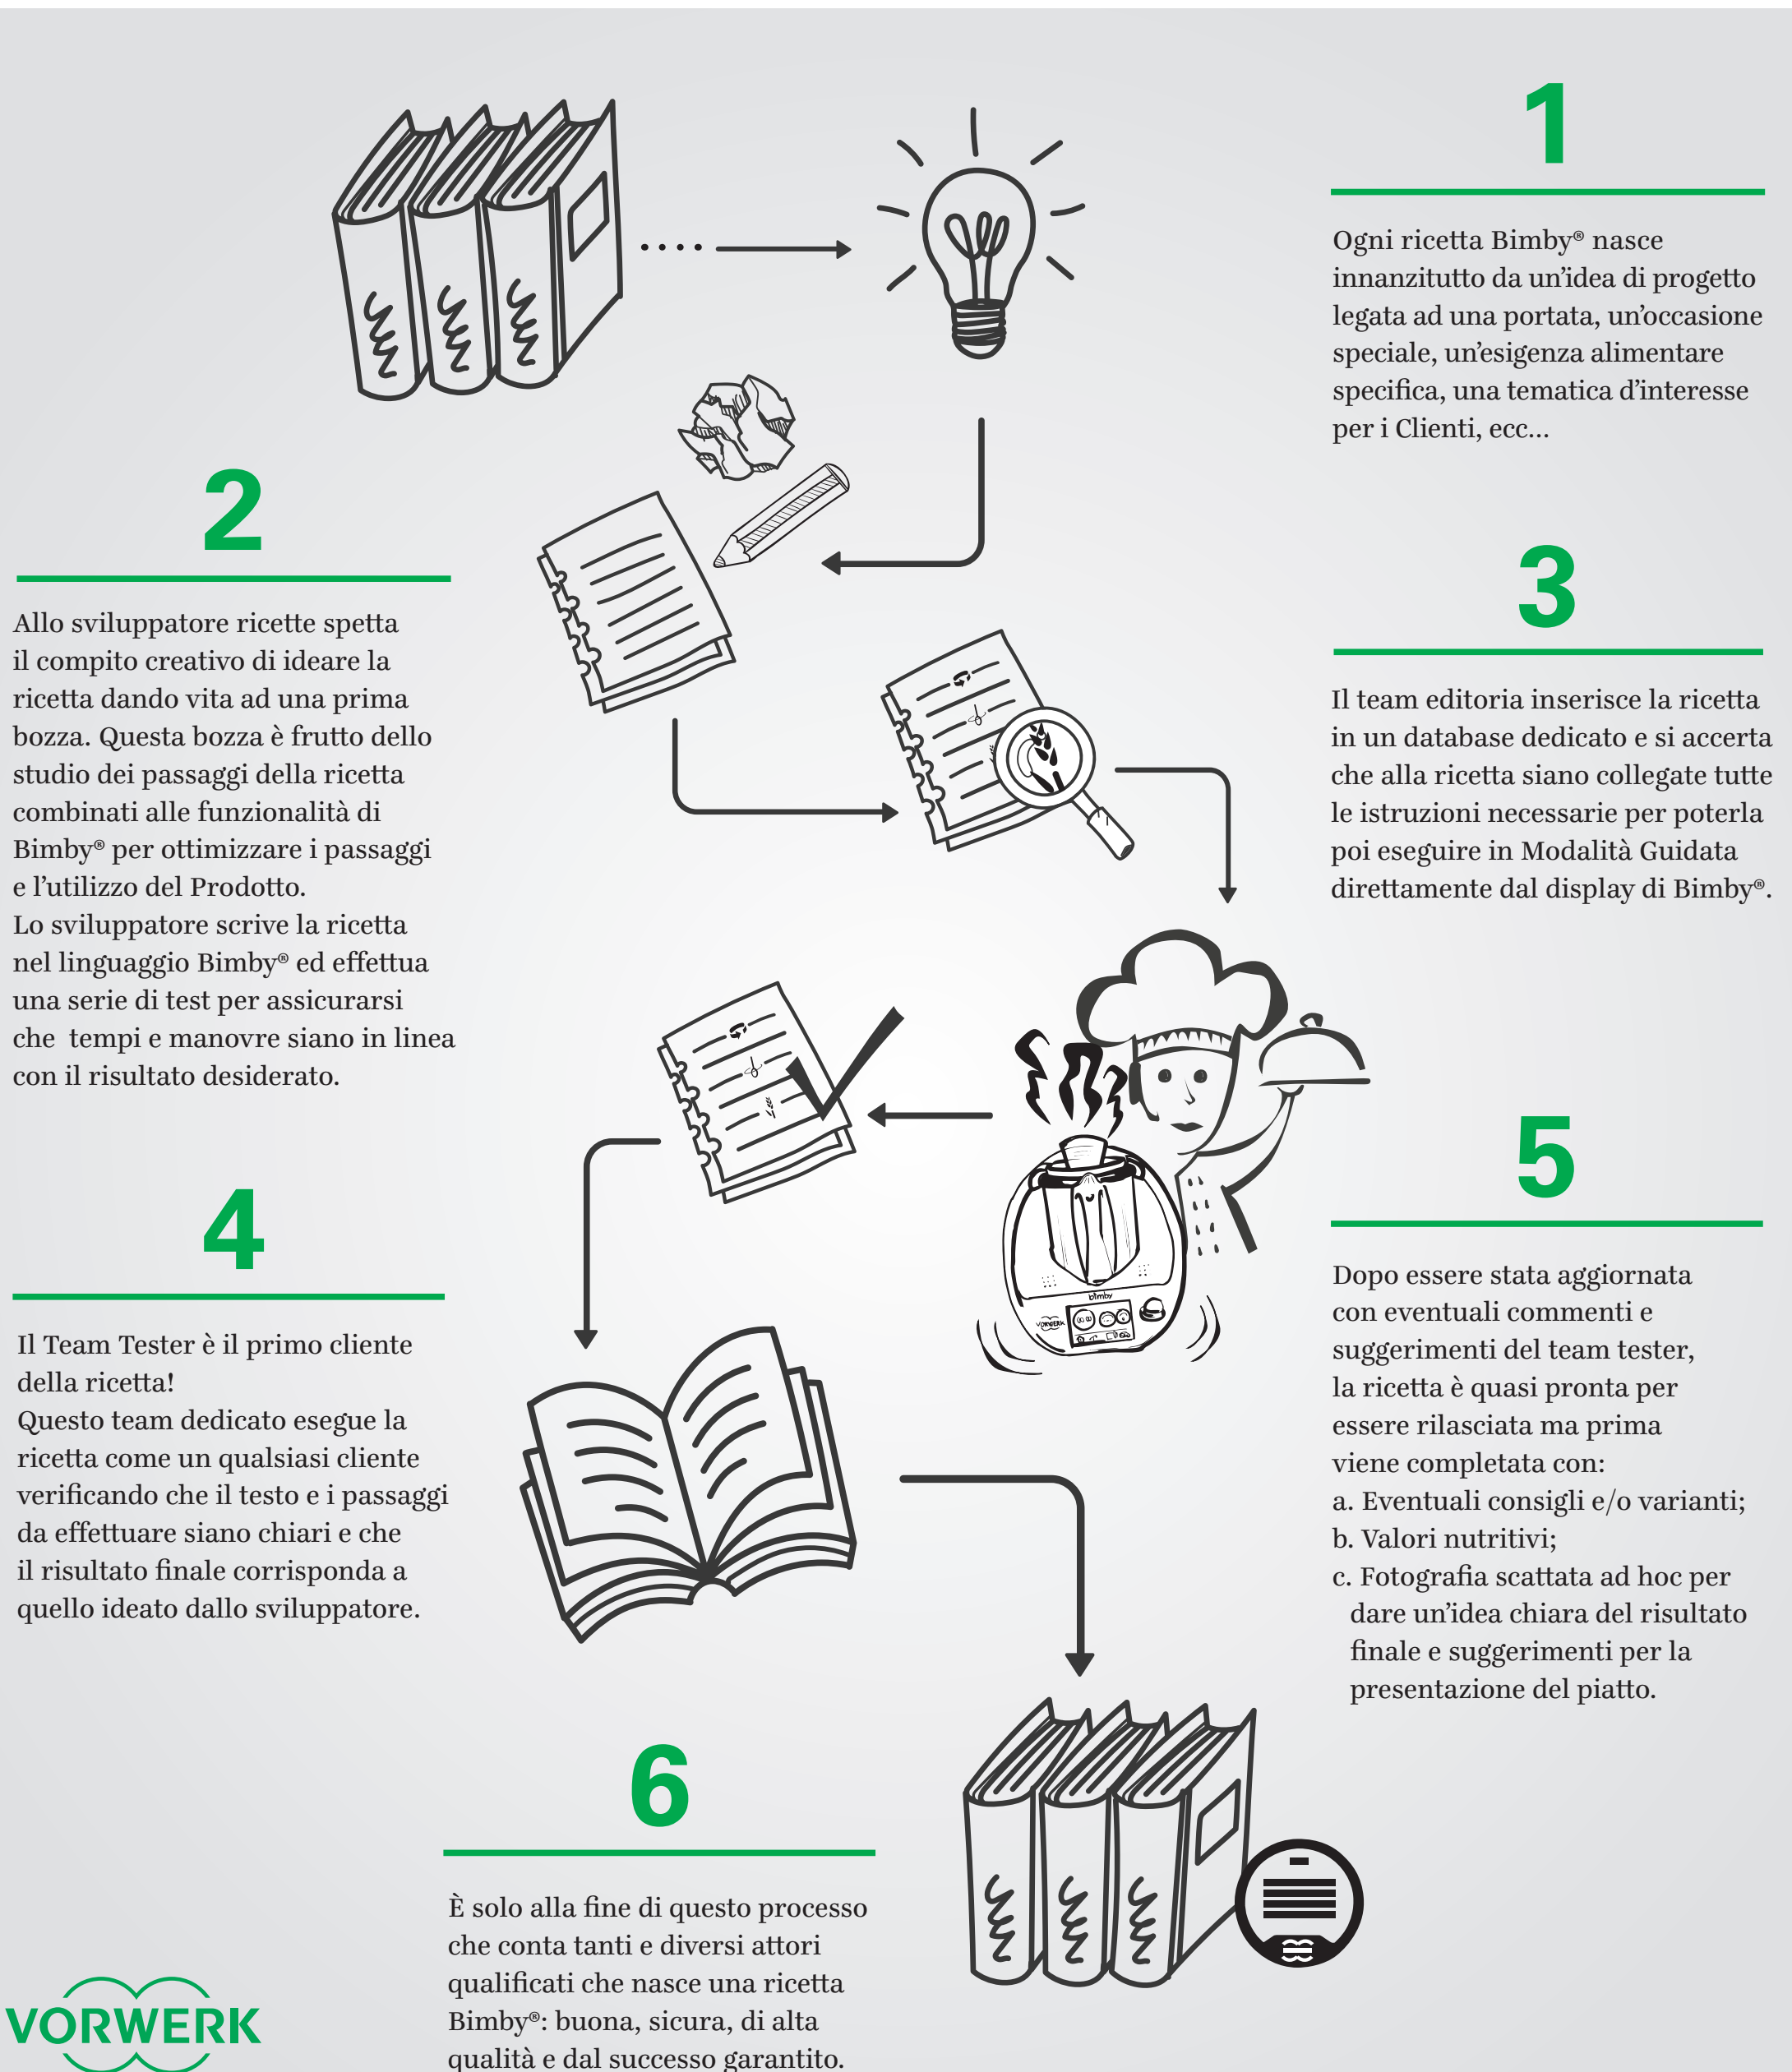 1
Ogni ricetta Bimby® nasce
innanzitutto da un'idea di progetto
legata ad una portata, un'occasione
speciale, un'esigenza alimentare
specifica, una tematica d'interesse
per i Clienti, ecc...
2
Allo sviluppatore ricette spetta
il compito creativo di ideare la
ricetta dando vita ad una prima
bozza. Questa bozza è frutto dello
studio dei passaggi della ricetta
combinati alle funzionalità di
Bimby® per ottimizzare i passaggi
e l'utilizzo del Prodotto.
Lo sviluppatore scrive la ricetta
nel linguaggio Bimby® ed effettua
una serie di test per assicurarsi
che  tempi e manovre siano in linea
con il risultato desiderato.
3
Il team editoria inserisce la ricetta
in un database dedicato e si accerta
che alla ricetta siano collegate tutte
le istruzioni necessarie per poterla
poi eseguire in Modalità Guidata
direttamente dal display di Bimby®.
4
Il Team Tester è il primo cliente
della ricetta!
Questo team dedicato esegue la
ricetta come un qualsiasi cliente
verificando che il testo e i passaggi
da effettuare siano chiari e che
il risultato finale corrisponda a
quello ideato dallo sviluppatore.
bimby
VORWERK
5
Dopo essere stata aggiornata
con eventuali commenti e
suggerimenti del team tester,
la ricetta è quasi pronta per
essere rilasciata ma prima
viene completata con:
a. Eventuali consigli e/o varianti;
b. Valori nutritivi;
c. Fotografia scattata ad hoc per
dare un'idea chiara del risultato
finale e suggerimenti per la
presentazione del piatto.
6
È solo alla fine di questo processo
che conta tanti e diversi attori
qualificati che nasce una ricetta
Bimby®: buona, sicura, di alta
qualità e dal successo garantito.
VORWERK